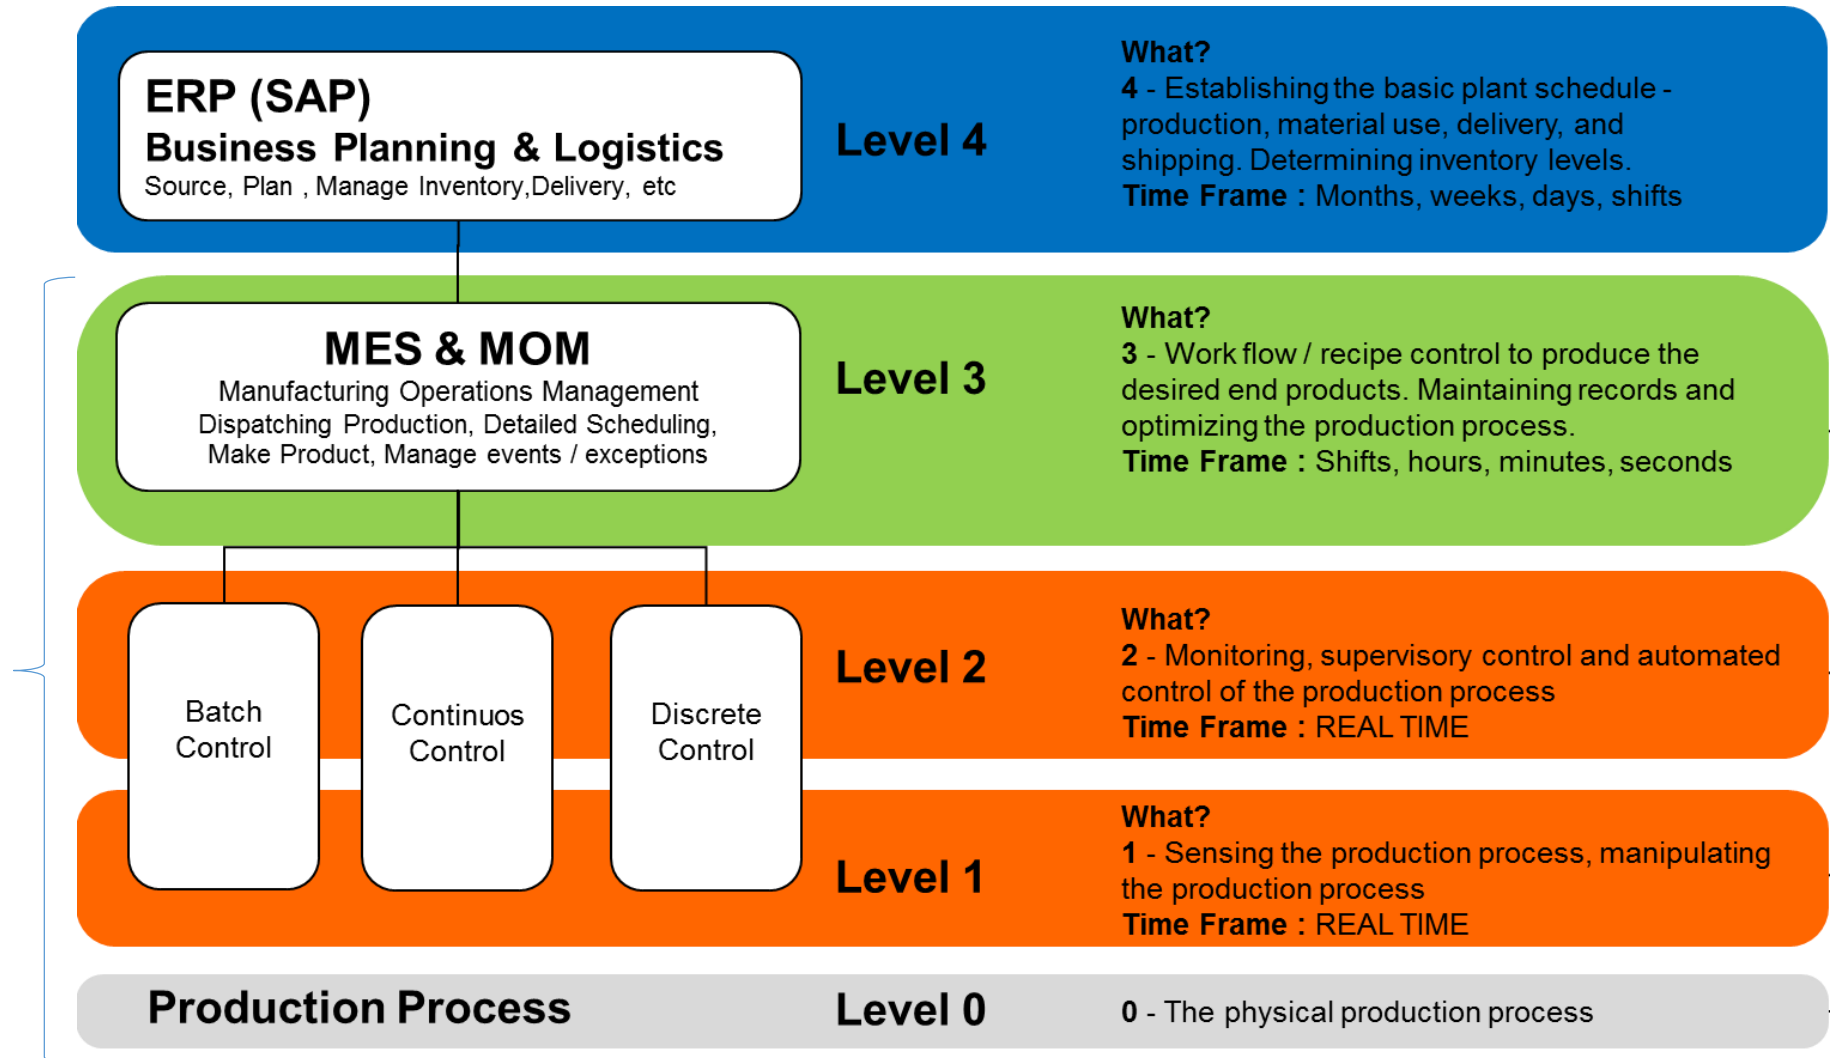 ERP (SAP)
Business Planning & Logistics
Source, Plan , Manage Inventory,Delivery, etc
Level 4
What?
4 - Establishing the basic plant schedule -
production, material use, delivery, and
shipping. Determining inventory levels.
Time Frame : Months, weeks, days, shifts
MES & MOM
Manufacturing Operations Management
Dispatching Production, Detailed Scheduling,
Make Product, Manage events / exceptions
Level 3
What?
3 - Work flow / recipe control to produce the
desired end products. Maintaining records and
optimizing the production process.
Time Frame : Shifts, hours, minutes, seconds
Batch
Control
Continuos
Control
Discrete
Control
Level 2
What?
2 - Monitoring, supervisory control and automated
control of the production process
Time Frame : REAL TIME
Level 1
What?
1 - Sensing the production process, manipulating
the production process
Time Frame : REAL TIME
Production Process
Level 0
0 - The physical production process